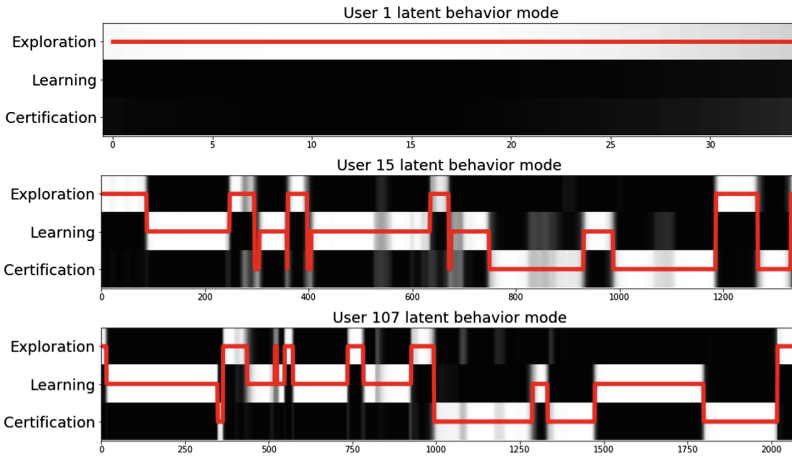 User 1 latent behavior mode
Exploration
Learning
Certification
0 5 10 15 20 25 30
User 15 latent behavior mode
Exploration
Learning
Certification
0 200 400 600 800 1000 1200
User 107 latent behavior mode
Exploration
Learning
Certification
0 250 500 750 1000 1250 1500 1750 2000